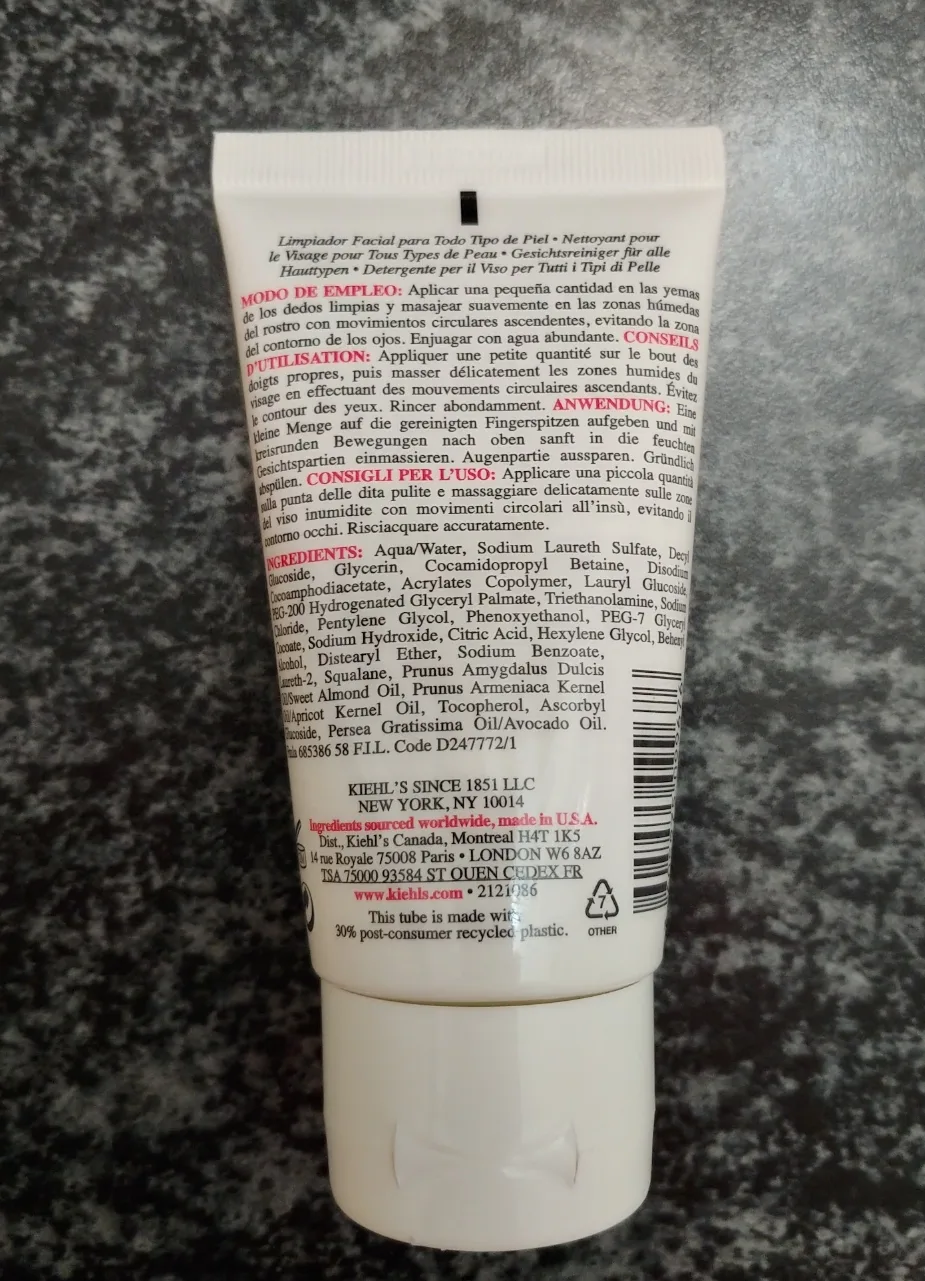 Limpiador Facial para Todo Tipo de Piel • Nettoyant pour
le Visage pour Tous Types de Peau • Gesichtsreiniger für alle
Hauttypen • Detergente per il Viso per Tutti i Tipi di Pelle
MODO DE EMPLEO: Aplicar una pequeña cantidad en las yemas
de los dedos limpias y masajear suavemente en las zonas húmedas
del rostro con movimientos circulares ascendentes, evitando la zona
del contorno de los ojos. Enjuagar con agua abundante. CONSEILS
D'UTILISATION: Appliquer une petite quantité sur le bout des
doigts propres, puis masser délicatement les zones humides du
visage en effectuant des mouvements circulaires ascendants. Évitez
le contour des yeux. Rincer abondamment. ANWENDUNG: Eine
kleine Menge auf die gereinigten Fingerspitzen aufgeben und mit
kreisrunden Bewegungen nach oben sanft in die feuchten
Gesichtspartien einmassieren. Augenpartie aussparen. Gründlich
abspülen. CONSIGLI PER L'USO: Applicare una piccola quantità
sulla punta delle dita pulite e massaggiare delicatamente sulle zone
del viso inumidite con movimenti circolari all'insù, evitando il
contorno occhi. Risciacquare accuratamente.
INGREDIENTS: Aqua/Water, Sodium Laureth Sulfate, Decyl
Glucoside, Glycerin, Cocamidopropyl Betaine, Disodium
Cocoamphodiacetate, Acrylates Copolymer, Lauryl Glucoside,
PEG-200 Hydrogenated Glyceryl Palmate, Triethanolamine, Sodium
Chloride, Pentylene Glycol, Phenoxyethanol, PEG-7 Glyceryl
Cocoate, Sodium Hydroxide, Citric Acid, Hexylene Glycol, Behenyl
Alcohol, Distearyl Ether, Sodium Benzoate,
Laureth-2, Squalane, Prunus Amygdalus Dulcis
Oil/Sweet Almond Oil, Prunus Armeniaca Kernel
Oil/Apricot Kernel Oil, Tocopherol, Ascorbyl
Glucoside, Persea Gratissima Oil/Avocado Oil.
685386 58 F.I.L. Code D247772/1
KIEHL'S SINCE 1851 LLC
NEW YORK, NY 10014
Ingredients sourced worldwide, made in U.S.A.
Dist., Kiehl's Canada, Montreal H4T 1K5
14 rue Royale 75008 Paris • LONDON W6 8AZ
TSA 75000 93584 ST OUEN CEDEX FR
www.kiehls.com • 2121986
This tube is made with
30% post-consumer recycled plastic.
7
OTHER